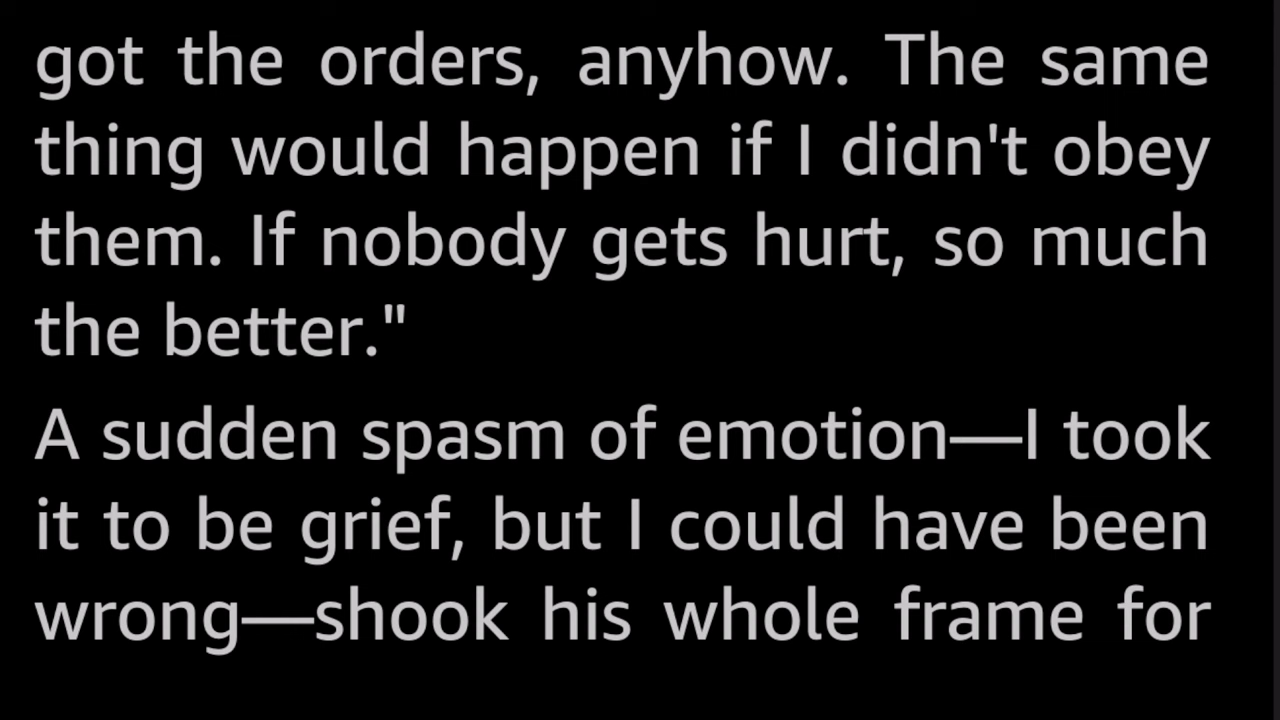 got the orders, anyhow. The same
thing would happen if I didn't obey
them. If nobody gets hurt, so much
the better."
A sudden spasm of emotion—I took
it to be grief, but I could have been
wrong—shook his whole frame for